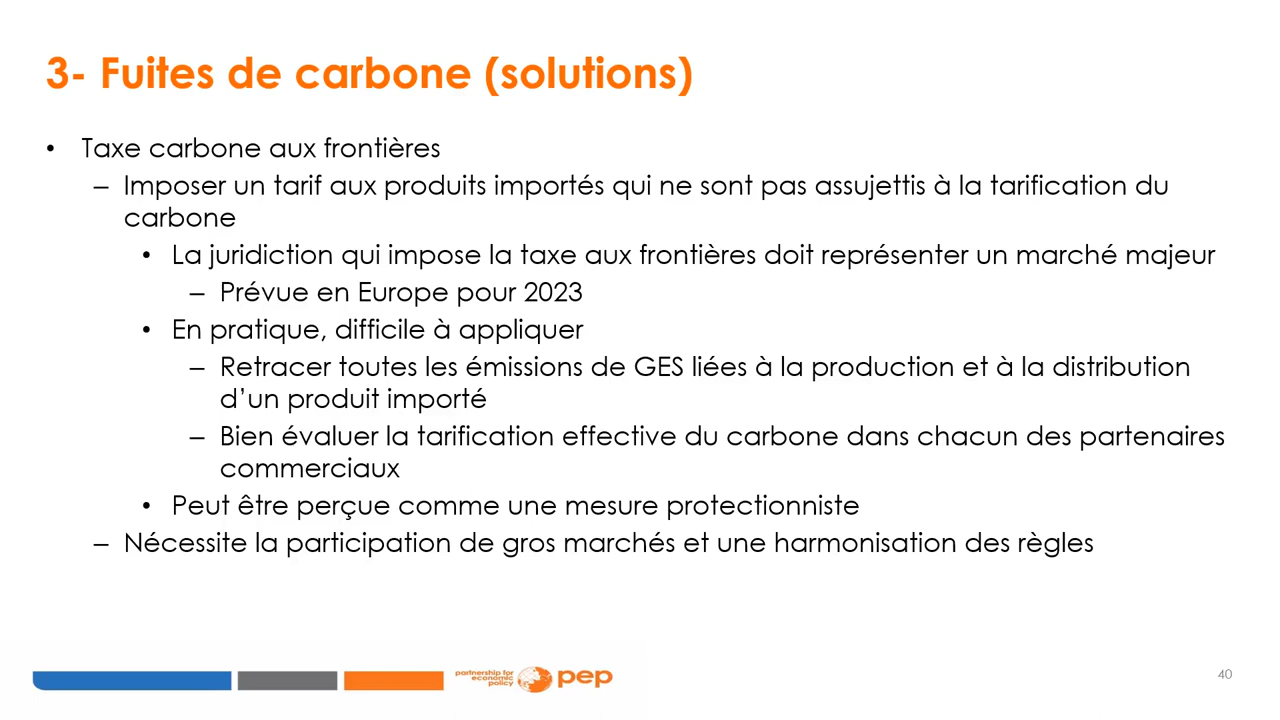 3- Fuites de carbone (solutions)
• Taxe carbone aux frontières
– Imposer un tarif aux produits importés qui ne sont pas assujettis à la tarification du
carbone
• La juridiction qui impose la taxe aux frontières doit représenter un marché majeur
– Prévue en Europe pour 2023
• En pratique, difficile à appliquer
– Retracer toutes les émissions de GES liées à la production et à la distribution
d’un produit importé
– Bien évaluer la tarification effective du carbone dans chacun des partenaires
commerciaux
• Peut être perçue comme une mesure protectionniste
– Nécessite la participation de gros marchés et une harmonisation des règles
partnership for
economic
policy
pep
40